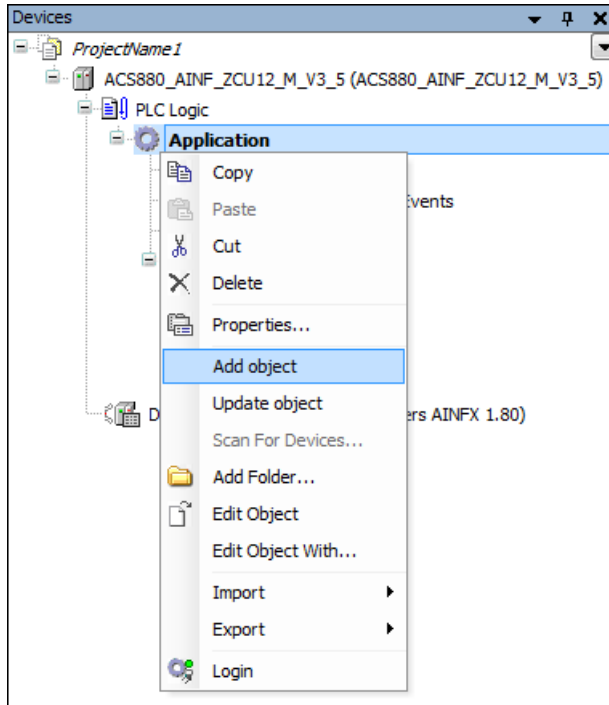 Devices
ProjectName1
ACS880_AINF_ZCU12_M_V3_5 (ACS880_AINF_ZCU12_M_V3_5)
PLC Logic
Application
Copy
Paste
Events
Cut
Delete
Properties...
Add object
Update object
D
ers AINFX 1.80)
Scan For Devices...
Add Folder...
Edit Object
Edit Object With...
Import
Export
Login